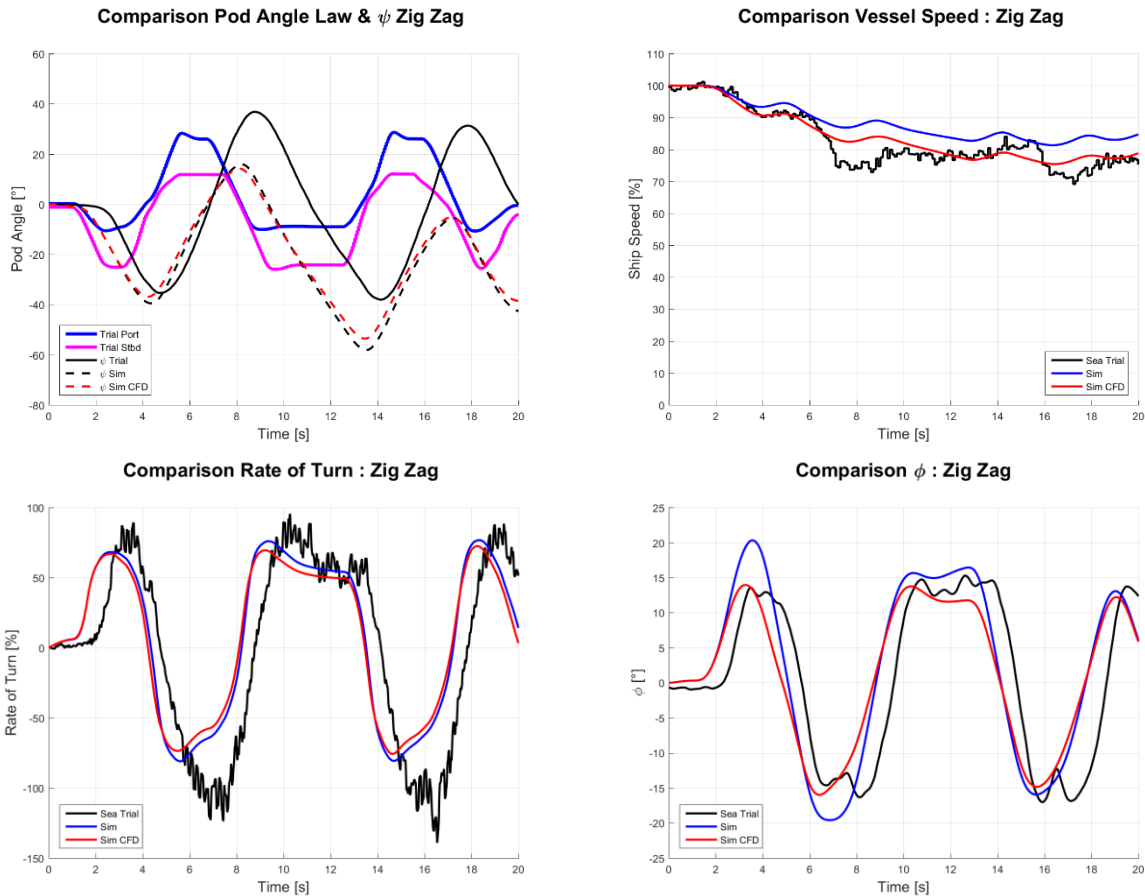 Comparison Pod Angle Law & ψ Zig Zag
60
40
20
0
-20
-40
-60
-80
Pod Angle [°]
Trial Port
Trial Stbd
ψ Trial
ψ Sim
ψ Sim CFD
0 2 4 6 8 10 12 14 16 18 20
Time [s]
Comparison Vessel Speed : Zig Zag
110
100
90
80
70
60
50
40
30
20
10
0
Ship Speed [%]
Sea Trial
Sim
Sim CFD
0 2 4 6 8 10 12 14 16 18 20
Time [s]
Comparison Rate of Turn : Zig Zag
100
50
0
-50
-100
-150
Rate of Turn [%]
Sea Trial
Sim
Sim CFD
0 2 4 6 8 10 12 14 16 18 20
Time [s]
Comparison ϕ : Zig Zag
25
20
15
10
5
0
-5
-10
-15
-20
-25
ϕ [°]
Sea Trial
Sim
Sim CFD
0 2 4 6 8 10 12 14 16 18 20
Time [s]